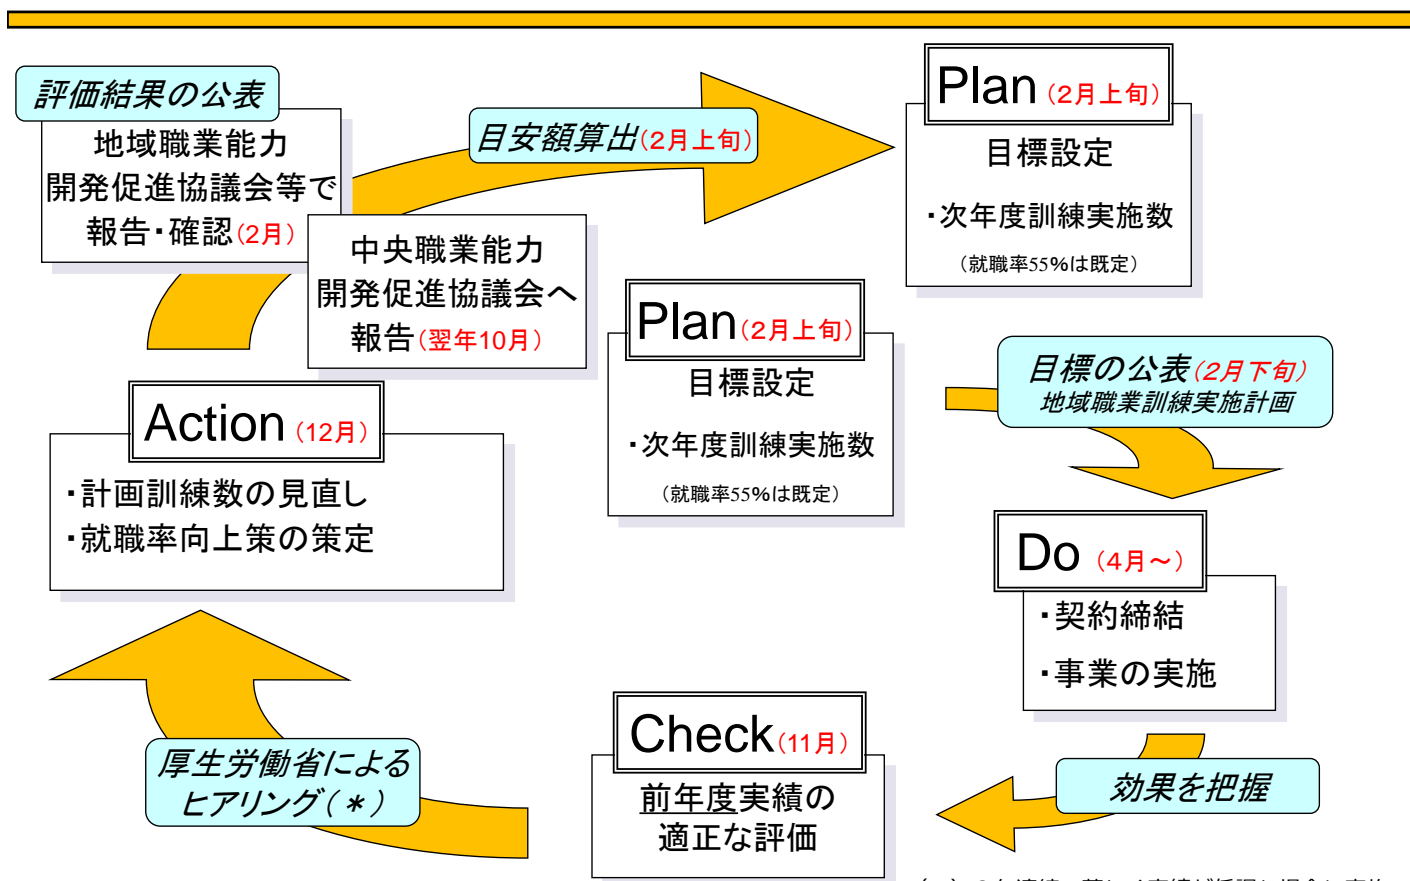 評価結果の公表
地域職業能力
開発促進協議会等で
報告・確認(2月)
目安額算出(2月上旬)
Plan(2月上旬)
目標設定
・次年度訓練実施数
(就職率55%は既定)
中央職業能力
開発促進協議会へ
報告(翌年10月)
Plan(2月上旬)
目標設定
・次年度訓練実施数
(就職率55%は既定)
目標の公表(2月下旬)
地域職業訓練実施計画
Action(12月)
・計画訓練数の見直し
・就職率向上策の策定
Do(4月~)
・契約締結
・事業の実施
Check(11月)
前年度実績の
適正な評価
効果を把握
厚生労働省による
ヒアリング(*)